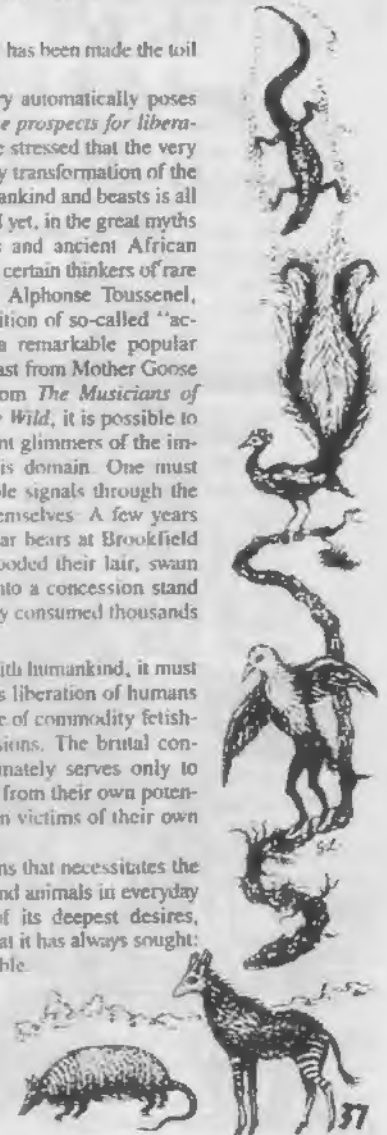 has been made the toil
ry automatically poses
e prospects for libera-
e stressed that the very
y transformation of the
ankind and beasts is all
yet, in the great myths
s and ancient African
certain thinkers of rare
Alphonse Toussenel,
ition of so-called "ac-
a remarkable popular
ast from Mother Goose
om The Musicians of
Wild, it is possible to
nt glimmers of the im-
is domain. One must
ble signals through the
emselves. A few years
ar bears at Brookfield
ooded their lair, swam
nto a concession stand
y consumed thousands
ith humankind, it must
s liberation of humans
e of commodity fetish-
sions. The brutal con-
mately serves only to
from their own poten-
n victims of their own
ns that necessitates the
nd animals in everyday
of its deepest desires,
at it has always sought:
ble.
37